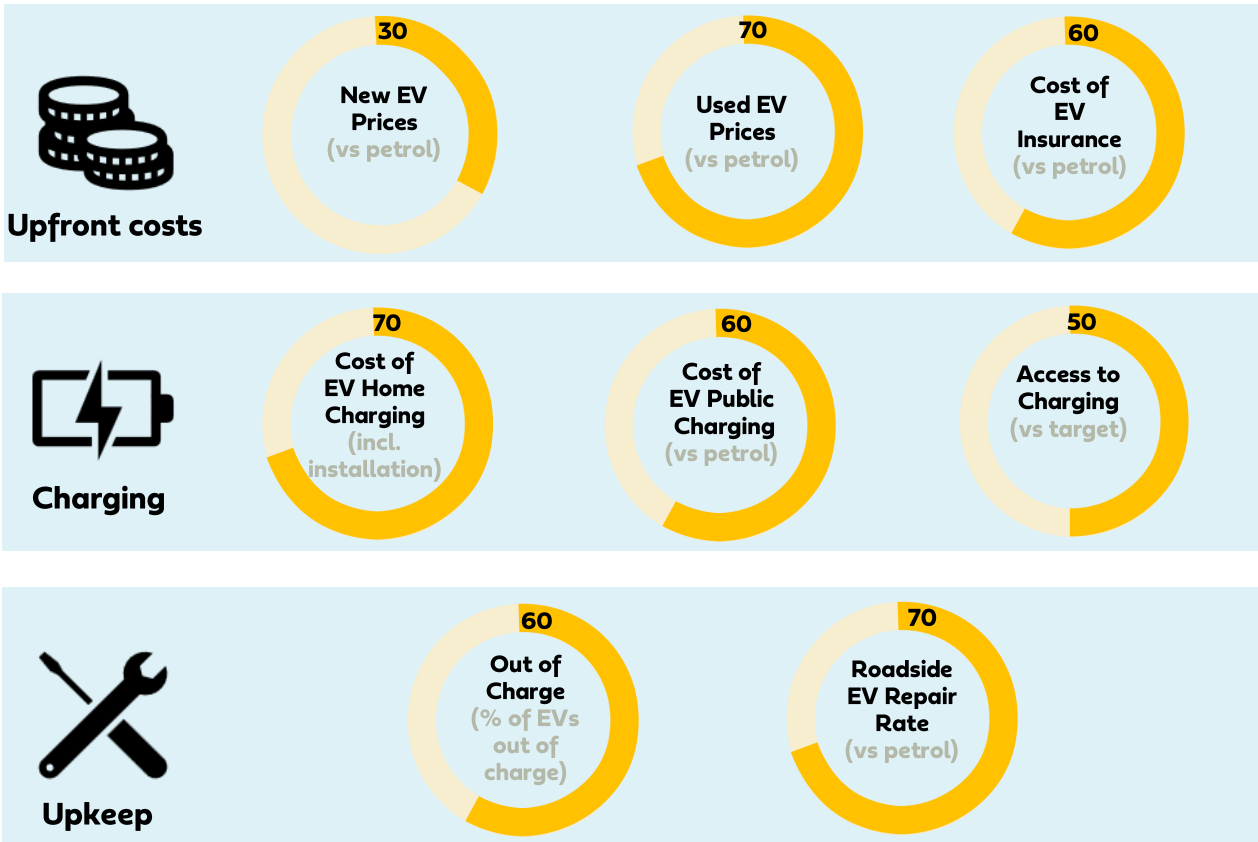 30
New EV
Prices
(vs petrol)
70
Used EV
Prices
(vs petrol)
60
Cost of
EV
Insurance
(vs petrol)
Upfront costs
70
Cost of
EV Home
Charging
(incl.
installation)
60
Cost of
EV Public
Charging
(vs petrol)
50
Access to
Charging
(vs target)
Charging
60
Out of
Charge
(% of EVs
out of
charge)
70
Roadside
EV Repair
Rate
(vs petrol)
Upkeep